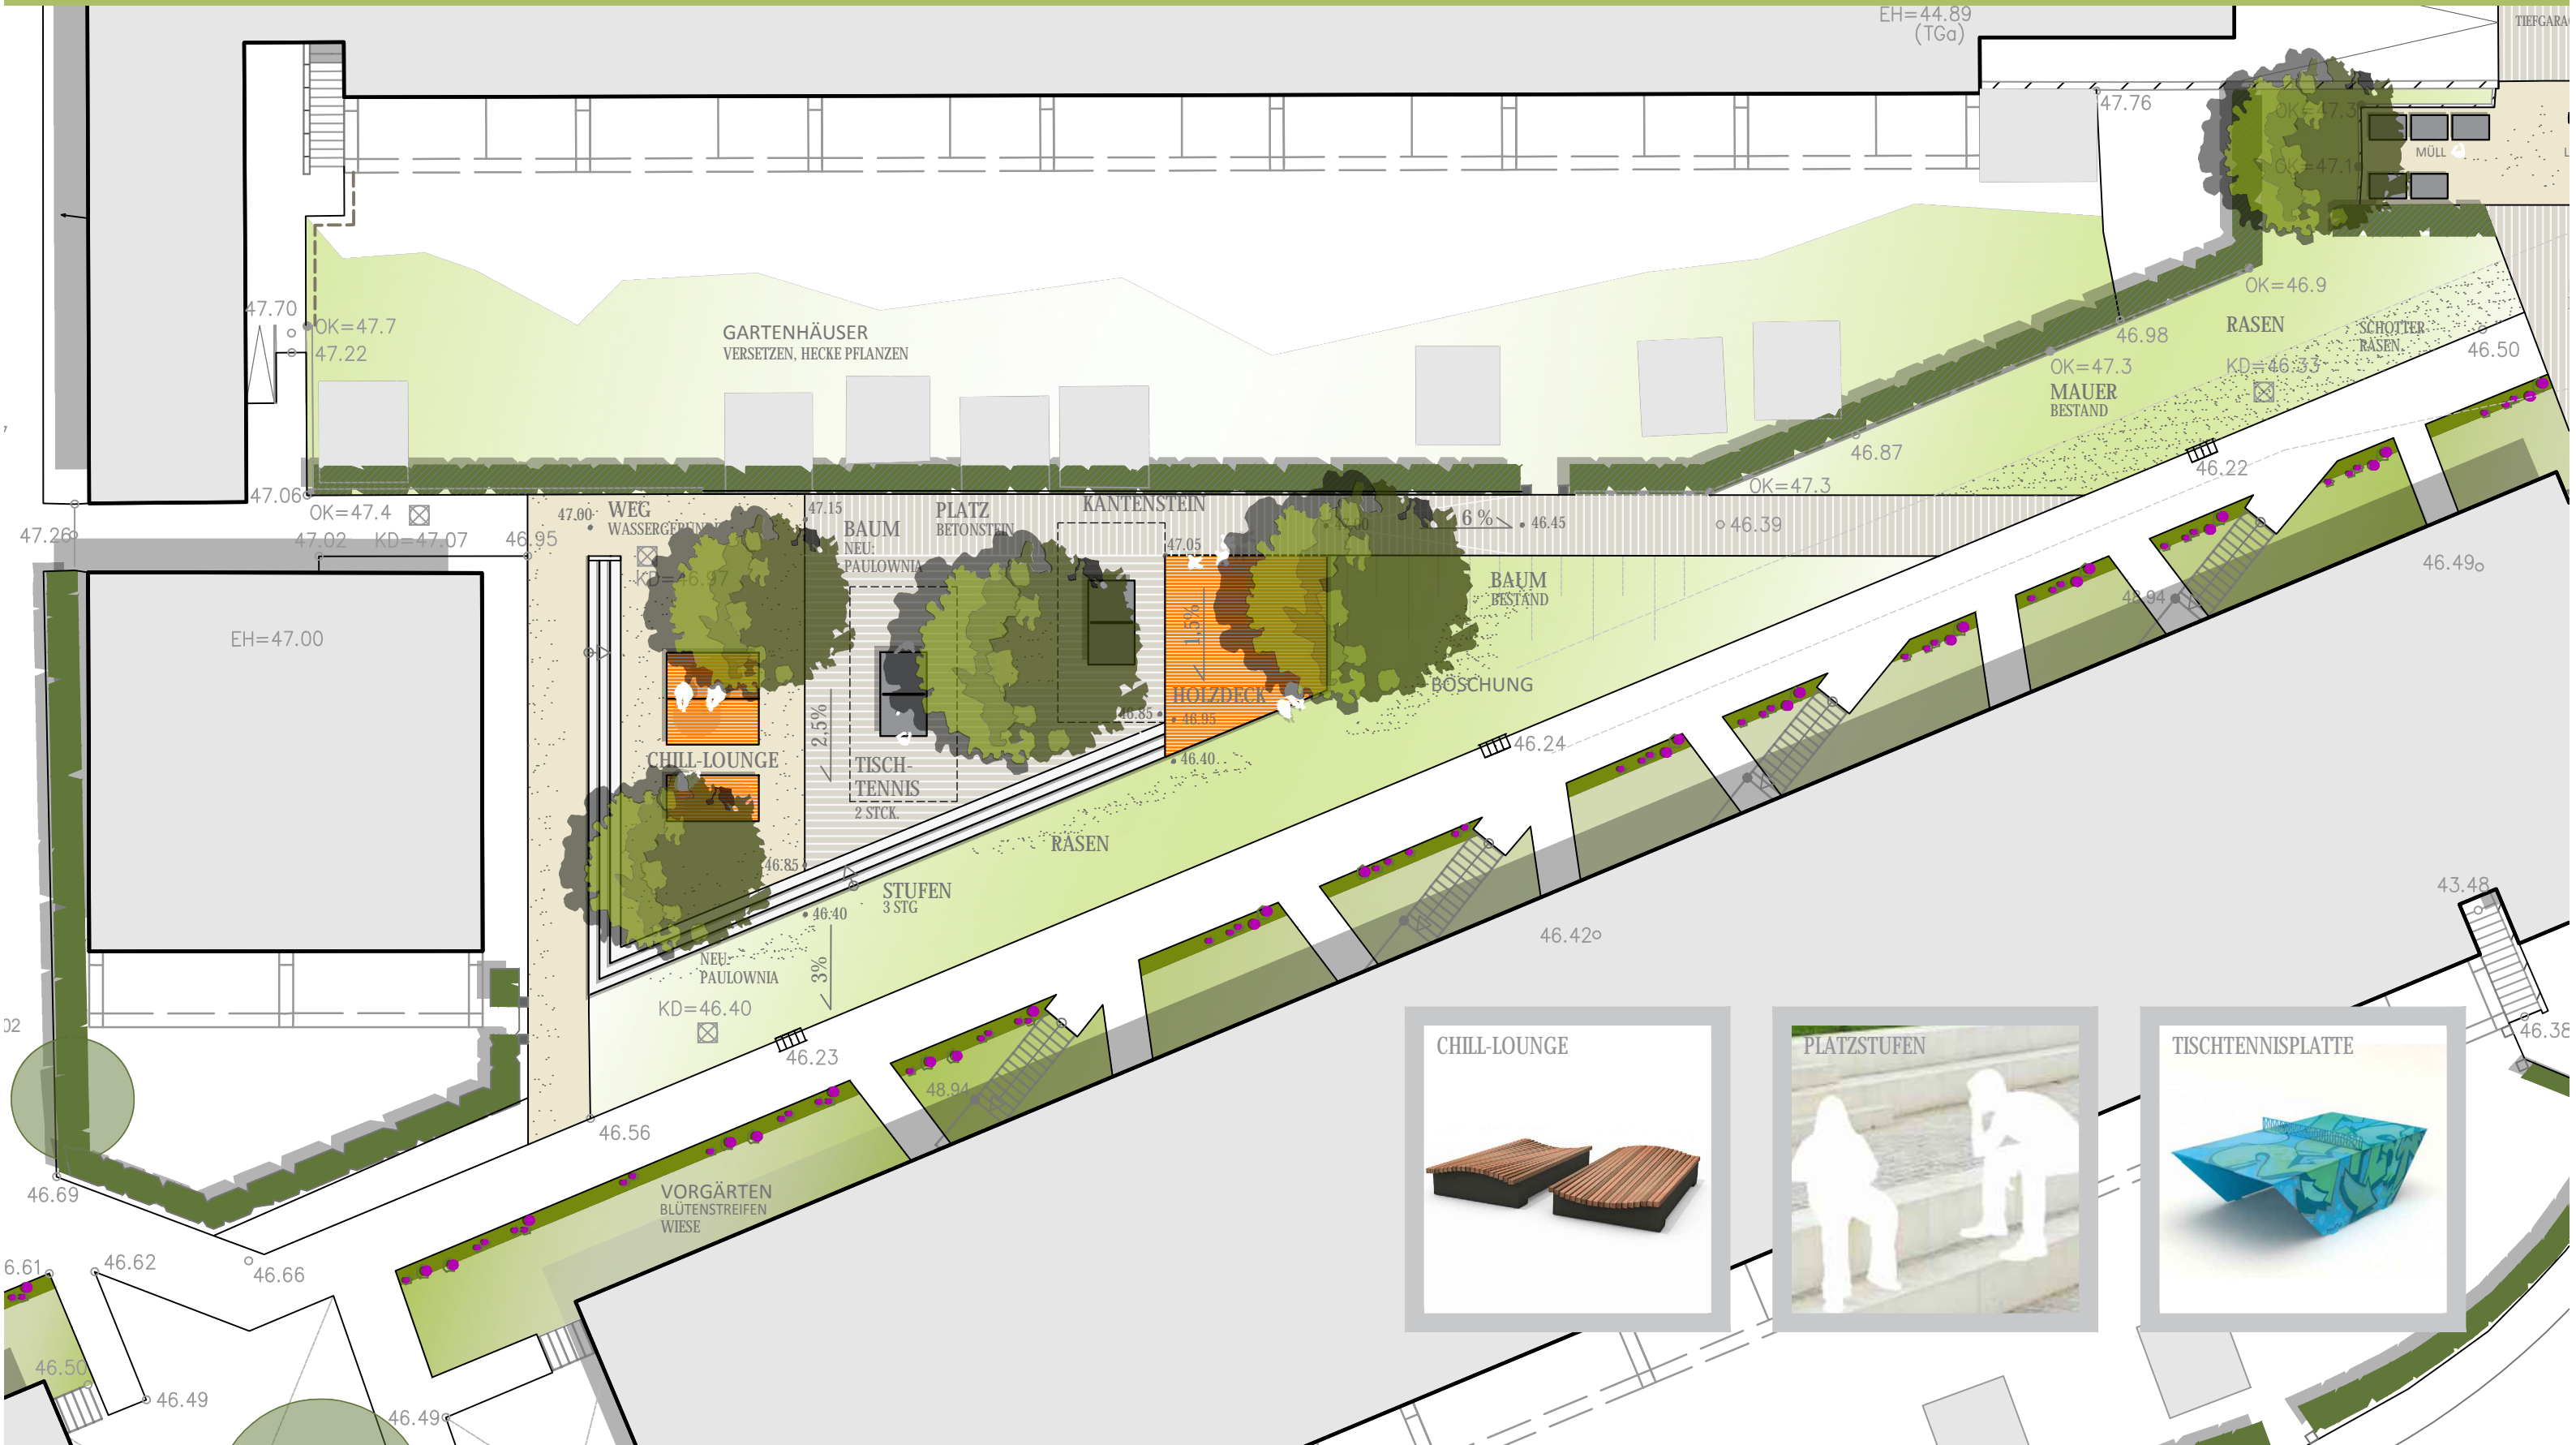 EH=44.89
(TGa)
47.76
MÜLL
47.70
OK=47.7
47.22
GARTENHÄUSER
VERSETZEN, HECKE PFLANZEN
OK=46.9
RASEN
46.98
SCHOTTER
RASEN
46.50
OK=47.3
KD=46.33
MAUER
BESTAND
46.87
46.22
OK=47.3
47.06
OK=47.4
47.26
47.02
KD=47.07
46.95
47.00
WEG
47.15
BAUM
NEU:
PAULOWNIA
PLATZ
BETONSTEIN
KANTENSTEIN
47.05
6 %
46.45
46.39
KD=46.97
46.49
BAUM
BESTAND
48.94
EH=47.00
1,5%
HOLZDECK
BÖSCHUNG
46.85
46.95
2,5%
46.24
CHILL-LOUNGE
TISCH-
TENNIS
2 STCK.
46.40
RASEN
46.85
STUFEN
3 STG
46.40
43.48
46.42
NEU:
PAULOWNIA
3%
KD=46.40
46.23
46.38
48.94
CHILL-LOUNGE
PLATZSTUFEN
TISCHTENNISPLATTE
46.56
46.69
VORGÄRTEN
BLÜTENSTREIFEN
WIESE
46.62
46.66
46.50
46.49
46.49